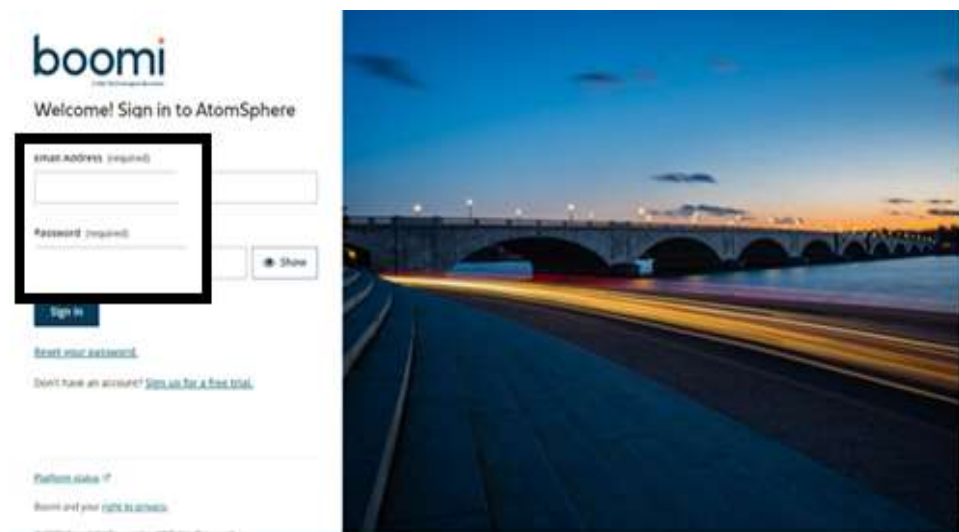 boomi
Welcome! Sign in to AtomSphere
Email Address (required)
Password (required)
Show
Sign in
Reset your password.
Don't have an account? Sign up for a free trial.
Platform status
Boomi and your right to privacy.